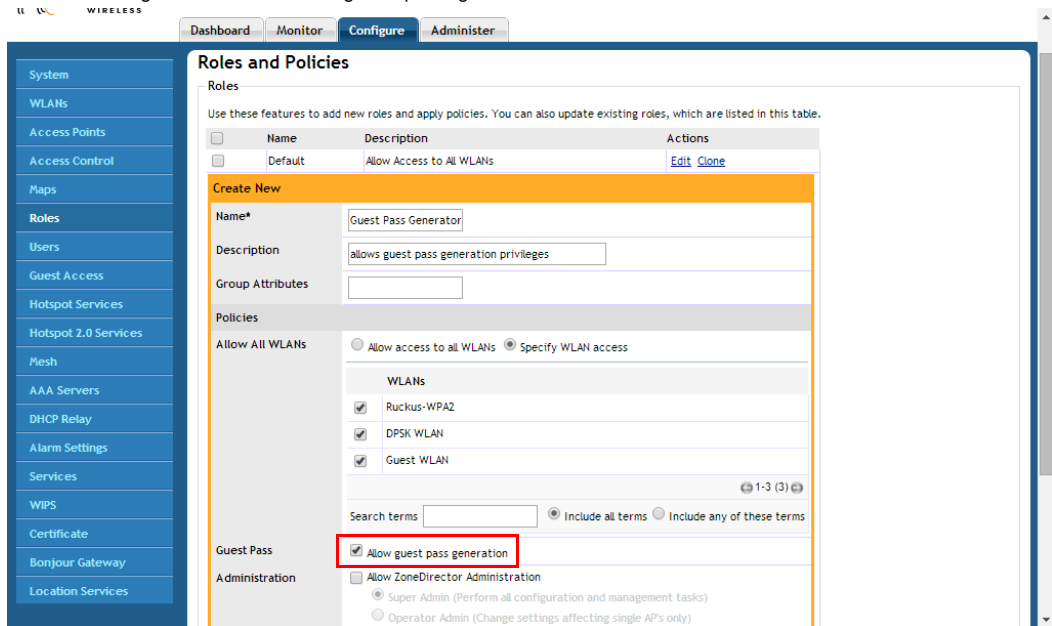 WIRELESS
Dashboard Monitor Configure Administer
System
WLANs
Access Points
Access Control
Maps
Roles
Users
Guest Access
Hotspot Services
Hotspot 2.0 Services
Mesh
AAA Servers
DHCP Relay
Alarm Settings
Services
WIPS
Certificate
Bonjour Gateway
Location Services
Roles and Policies
Roles
Use these features to add new roles and apply policies. You can also update existing roles, which are listed in this table.
Name Description Actions
Default Allow Access to All WLANs Edit Clone
Create New
Name* Guest Pass Generator
Description allows guest pass generation privileges
Group Attributes
Policies
Allow All WLANs Allow access to all WLANs Specify WLAN access
WLANs
Ruckus-WPA2
DPSK WLAN
Guest WLAN
1-3 (3)
Search terms Include all terms Include any of these terms
Guest Pass Allow guest pass generation
Administration Allow ZoneDirector Administration
Super Admin (Perform all configuration and management tasks)
Operator Admin (Change settings affecting single AP's only)